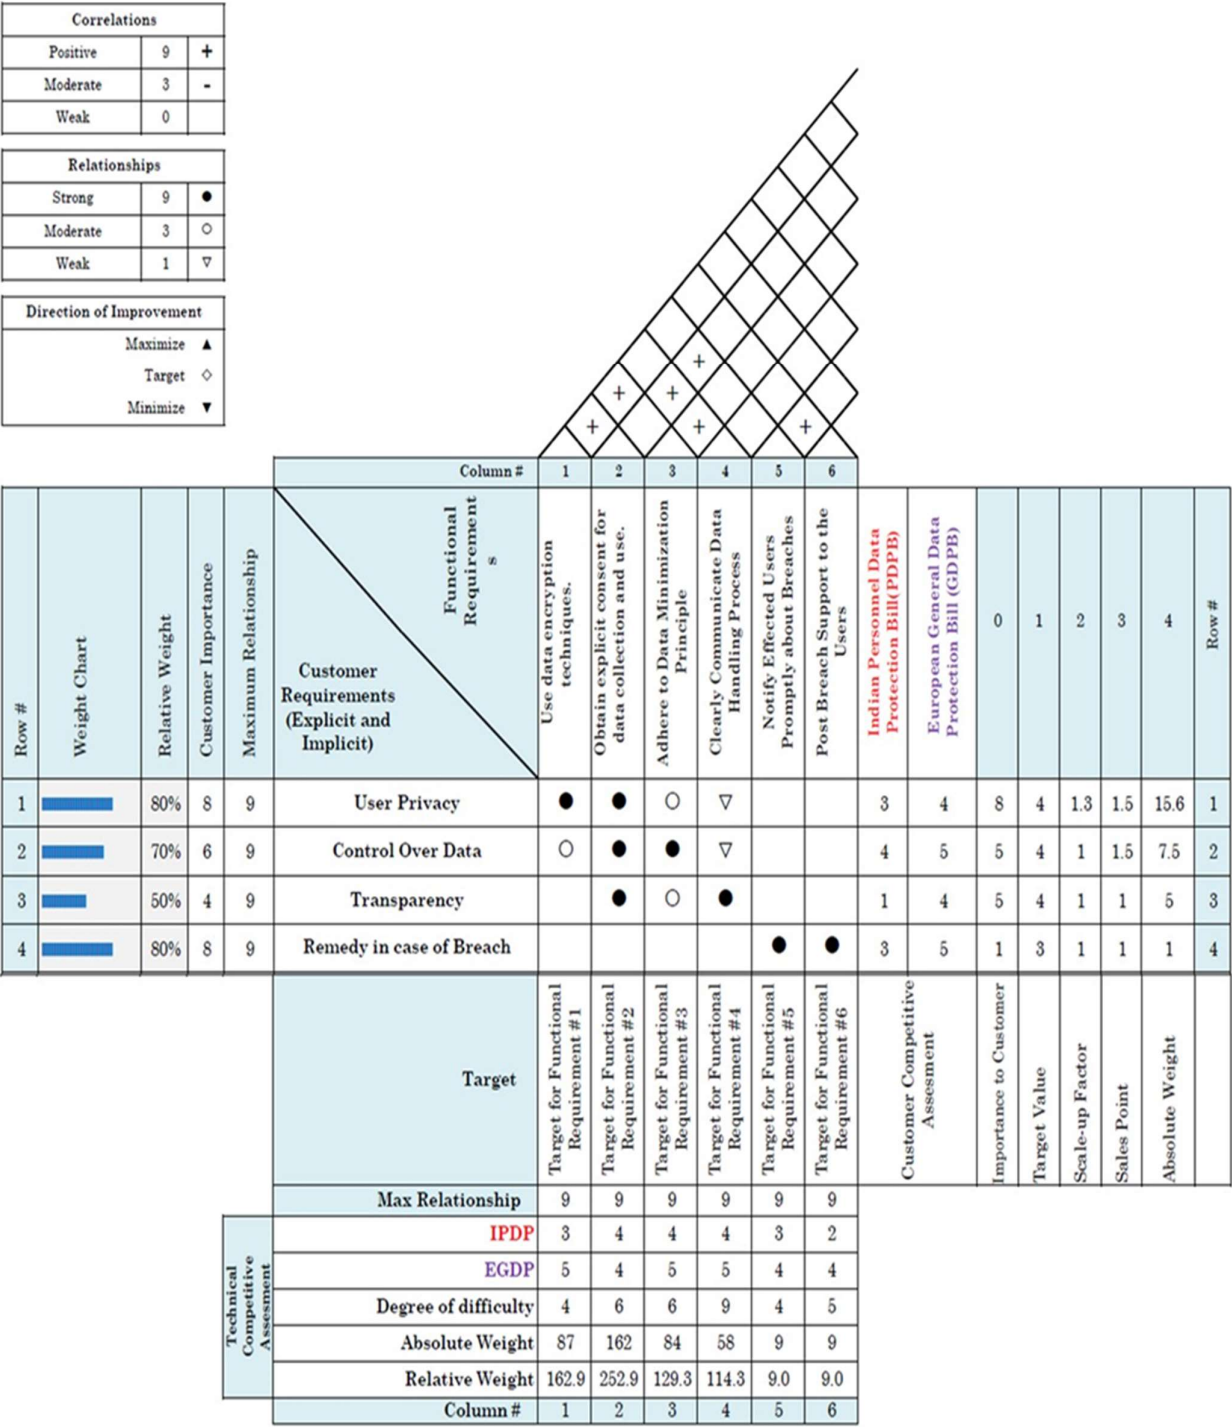 Correlations
Positive 9 +
Moderate 3 -
Weak 0
Relationships
Strong 9 ●
Moderate 3 ○
Weak 1 ▽
Direction of Improvement
Maximize ▲
Target ◇
Minimize ▼
+
+ +
+ + +
Column # 1 2 3 4 5 6
Row #
Weight Chart
Relative Weight
Customer Importance
Maximum Relationship
Functional
Requirement
s
Customer
Requirements
(Explicit and
Implicit)
Use data encryption
techniques.
Obtain explicit consent for
data collection and use.
Adhere to Data Minimization
Principle
Clearly Communicate Data
Handling Process
Notify Effected Users
Promprlly about Breaches
Post Breach Support to the
Users
Indian Personnel Data
Protection Bill(PDPB)
European General Data
Protection Bill (GDPB)
0 1 2 3 4
Row #
1 80% 8 9 User Privacy ● ● ○ ▽ 3 4 8 4 1.3 1.5 15.6 1
2 70% 6 9 Control Over Data ○ ● ● ▽ 4 5 5 4 1 1.5 7.5 2
3 50% 4 9 Transparency ● ○ ● 1 4 5 4 1 1 5 3
4 80% 8 9 Remedy in case of Breach ● ● 3 5 1 3 1 1 1 4
Target
Target for Functional
Requirement #1
Target for Functional
Requirement #2
Target for Functional
Requirement #3
Target for Functional
Requirement #4
Target for Functional
Requirement #5
Target for Functional
Requirement #6
Customer Competitive
Assesment
Importance to Customer
Target Value
Scale-up Factor
Sales Point
Absolute Weight
Max Relationship 9 9 9 9 9 9
Technical
Competitive
Assesment
IPDP 3 4 4 4 3 2
EGDP 5 4 5 5 4 4
Degree of difficulty 4 6 6 9 4 5
Absolute Weight 87 162 84 58 9 9
Relative Weight 162.9 252.9 129.3 114.3 9.0 9.0
Column # 1 2 3 4 5 6